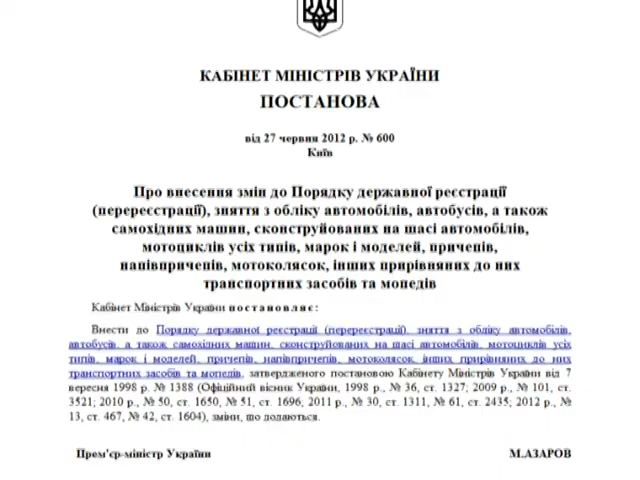 КАБІНЕТ МІНІСТРІВ УКРАЇНИ
ПОСТАНОВА
від 27 червня 2012 р. № 600
Київ
Про внесення змін до Порядку державної реєстрації
(перереєстрації), зняття з обліку автомобілів, автобусів, а також
самохідних машин, сконструйованих на шасі автомобілів,
мотоциклів усіх типів, марок і моделей, причепів,
напівпричепів, мотоколясок, інших прирівняних до них
транспортних засобів та мопедів
Кабінет Міністрів України постановляє:
Внести до Порядку державної реєстрації (перереєстрації), зняття з обліку автомобілів,
автобусів, а також самохідних машин, сконструйованих на шасі автомобілів, мотоциклів усіх
типів, марок і моделей, причепів, напівпричепів, мотоколясок, інших прирівняних до них
транспортних засобів та мопедів, затвердженого постановою Кабінету Міністрів України від 7
вересня 1998 р. № 1388 (Офіційний вісник України, 1998 р., № 36, ст. 1327; 2009 р., № 101, ст.
3521; 2010 р., № 50, ст. 1650, № 51, ст. 1696; 2011 р., № 30, ст. 1311, № 61, ст. 2435; 2012 р., №
13, ст. 467, № 42, ст. 1604), зміни, що додаються.
Прем'єр-міністр України М.АЗАРОВ